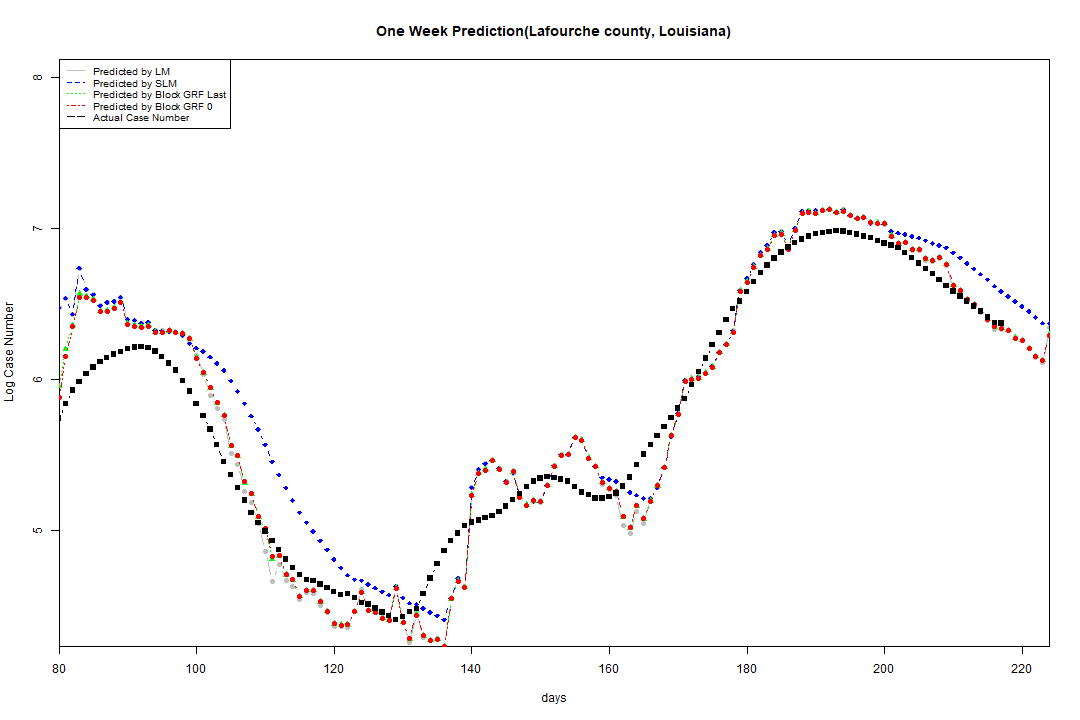 One Week Prediction(Lafourche county, Louisiana)
Predicted by LM
Predicted by SLM
Predicted by Block GRF Last
Predicted by Block GRF 0
Actual Case Number
8
7
6
5
Log Case Number
80 100 120 140 160 180 200 220
days